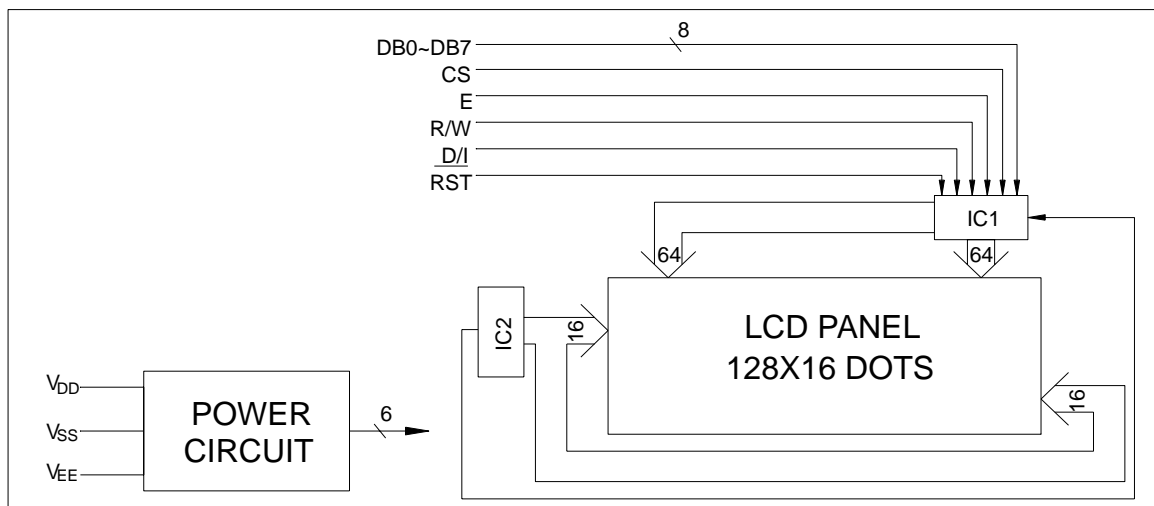 8
DB0~DB7
CS
E
R/W
D/I
RST
IC1
64
64
IC2
16
LCD PANEL
128X16 DOTS
16
VDD
VSS
VEE
POWER
CIRCUIT
6